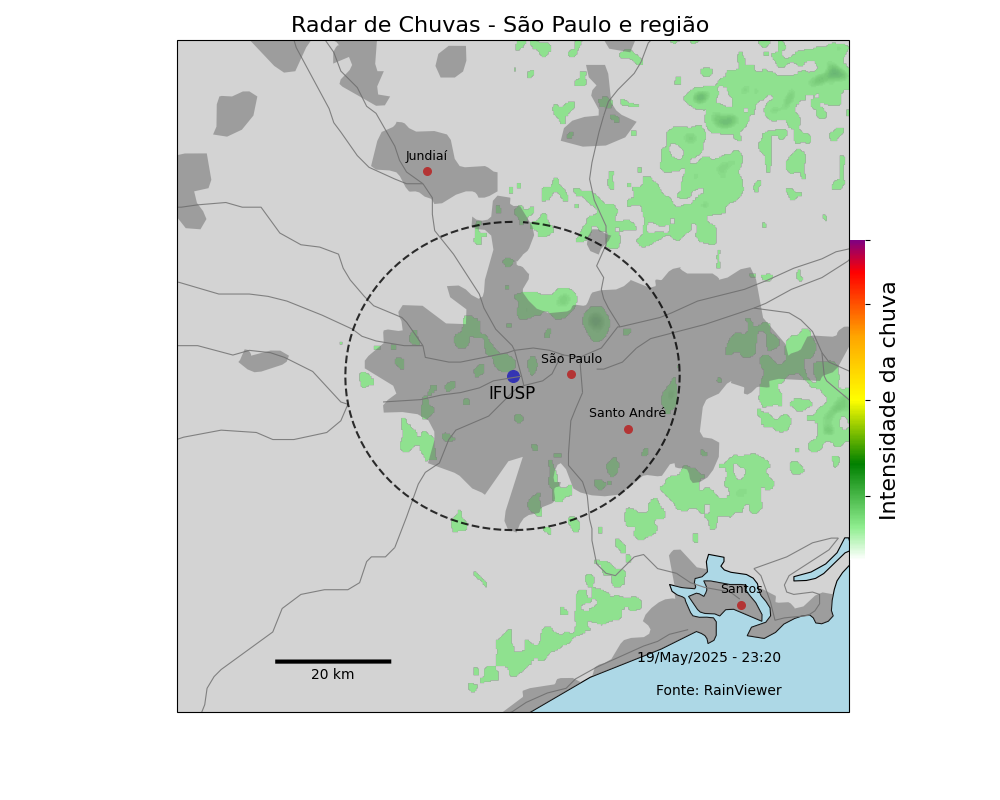 Radar de Chuvas - São Paulo e região
Jundiaí
São Paulo
IFUSP
Santo André
Intensidade da chuva
Santos
19/May/2025 - 23:20
20 km
Fonte: RainViewer